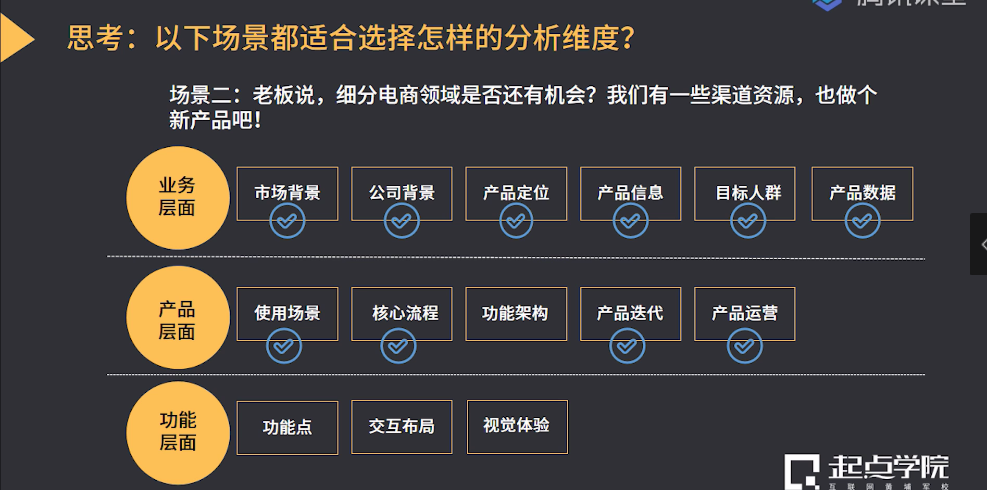 腾讯课堂
思考：以下场景都适合选择怎样的分析维度？
场景二：老板说，细分电商领域是否还有机会？我们有一些渠道资源，也做个
新产品吧！
业务
层面
市场背景
公司背景
产品定位
产品信息
目标人群
产品数据
产品
层面
使用场景
核心流程
功能架构
产品迭代
产品运营
功能
层面
功能点
交互布局
视觉体验
起点学院
互联网黄埔军校